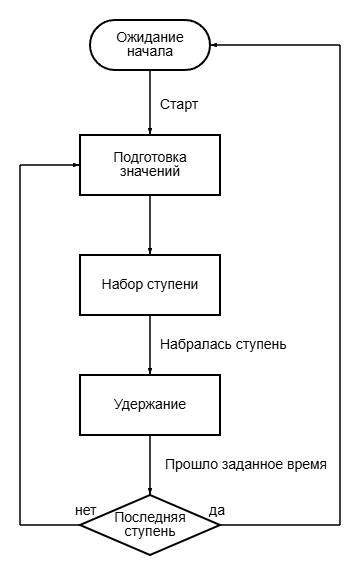 Ожидание
начала
Старт
Подготовка
значений
Набор ступени
Набралась ступень
Удержание
Прошло заданное время
нет
да
Последняя
ступень